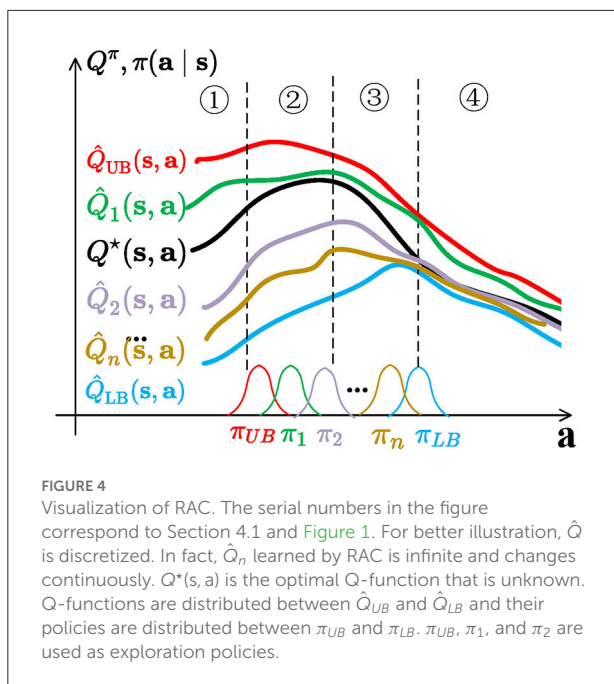 Q^π, π(a | s)
① ② ③ ④
Q̂_UB(s, a)
Q̂_1(s, a)
Q*(s, a)
Q̂_2(s, a)
...
Q̂_n(s, a)
Q̂_LB(s, a)
...
π_UB π_1 π_2 π_n π_LB
a
FIGURE 4
Visualization of RAC. The serial numbers in the figure
correspond to Section 4.1 and Figure 1. For better illustration, Q̂
is discretized. In fact, Q̂_n learned by RAC is infinite and changes
continuously. Q*(s, a) is the optimal Q-function that is unknown.
Q-functions are distributed between Q̂_UB and Q̂_LB and their
policies are distributed between π_UB and π_LB. π_UB, π_1, and π_2 are
used as exploration policies.